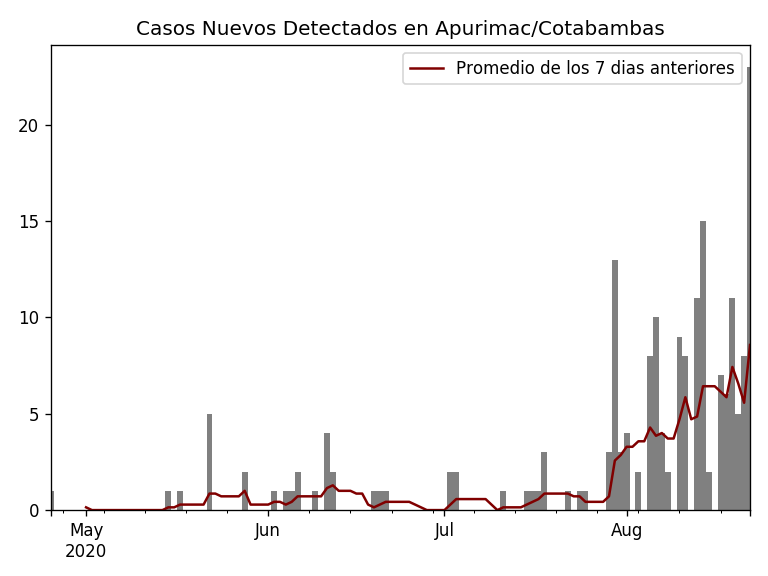 Casos Nuevos Detectados en Apurimac/Cotabambas
Promedio de los 7 dias anteriores
20
15
10
5
0
May Jun Jul Aug
2020